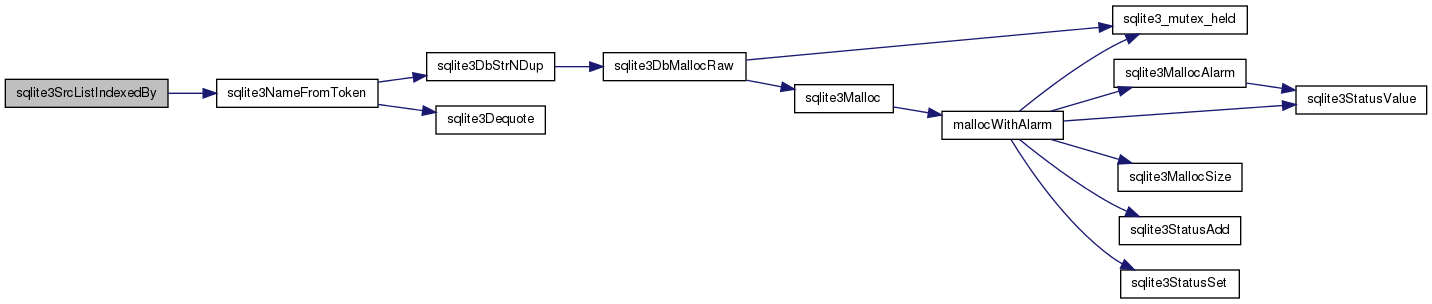 sqlite3SrcListIndexedBy
sqlite3NameFromToken
sqlite3DbStrNDup
sqlite3Dequote
sqlite3DbMallocRaw
sqlite3Malloc
mallocWithAlarm
sqlite3_mutex_held
sqlite3MallocAlarm
sqlite3StatusValue
sqlite3MallocSize
sqlite3StatusAdd
sqlite3StatusSet